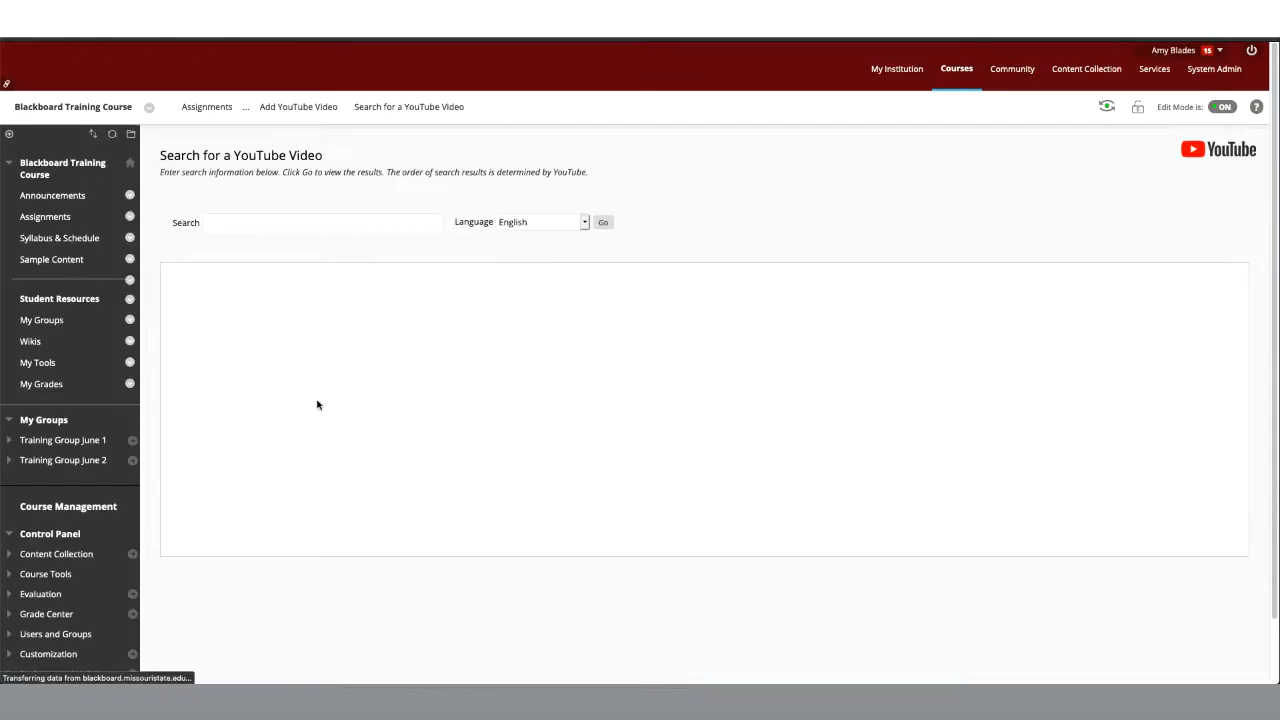 Amy Blades 15
My Institution Courses Community Content Collection Services System Admin
Blackboard Training Course Assignments ... Add YouTube Video Search for a YouTube Video Edit Mode is: ON ?
Blackboard Training
Course
Announcements
Assignments
Syllabus & Schedule
Sample Content
Student Resources
My Groups
Wikis
My Tools
My Grades
My Groups
Training Group June 1
Training Group June 2
Course Management
Control Panel
Content Collection
Course Tools
Evaluation
Grade Center
Users and Groups
Customization
Transferring data from blackboard.missouristate.edu...
Search for a YouTube Video
YouTube
Enter search information below. Click Go to view the results. The order of search results is determined by YouTube.
Search Language English Go